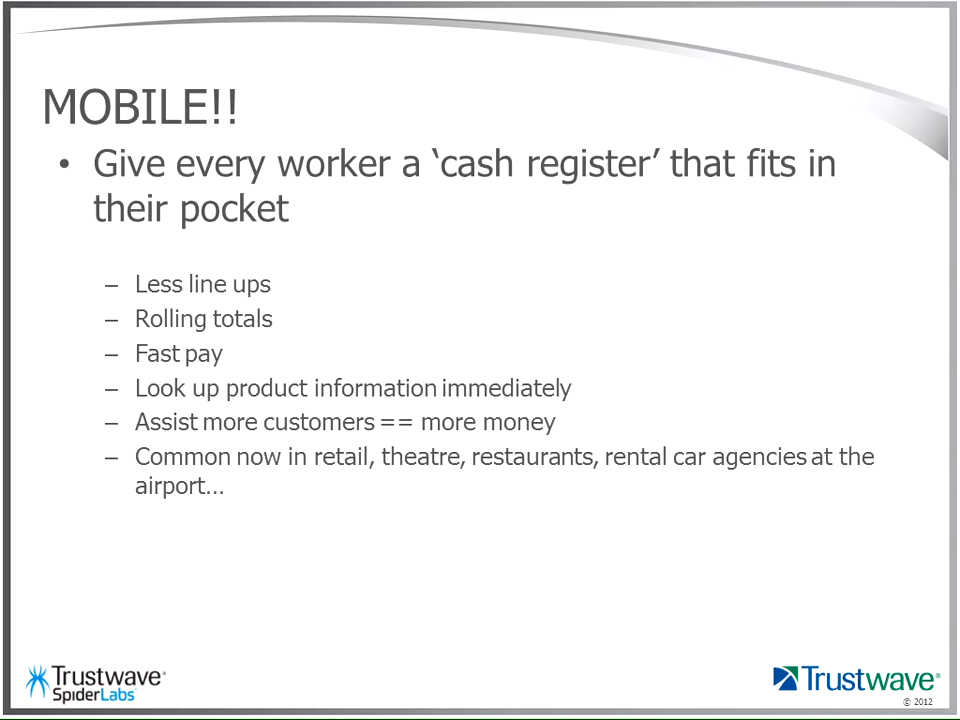 MOBILE!!
• Give every worker a ‘cash register’ that fits in
their pocket
– Less line ups
– Rolling totals
– Fast pay
– Look up product information immediately
– Assist more customers == more money
– Common now in retail, theatre, restaurants, rental car agencies at the
airport…
Trustwave®
SpiderLabs®
Trustwave®
© 2012